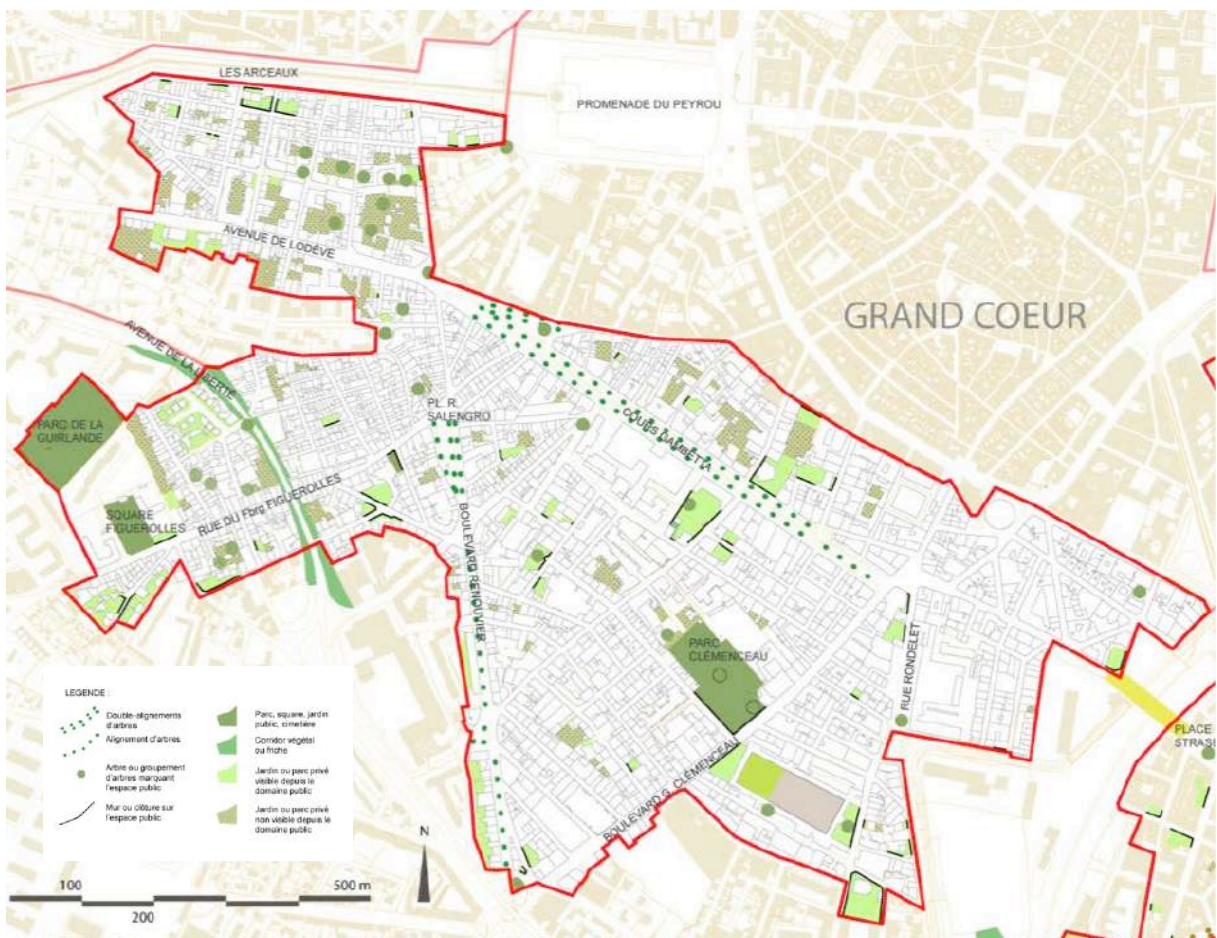 LES ARCEAUX
PROMENADE DU PEYROU
AVENUE DE LODÈVE
GRAND COEUR
AVENUE DE LA LIBERTÉ
PL. R.
SALENGRO
COURS GAMBETTA
PARC DE LA
GUIRLANDE
RUE DU Fbrg FIGUEROLLES
SQUARE
FIGUEROLLES
BOULEVARD RENOUVIER
PARC
CLÉMENCEAU
RUE RONDELET
PLACE
STRASB
BOULEVARD G. CLÉMENCEAU
LEGENDE :
Double-alignements
d'arbres
Alignement d'arbres
Arbre ou groupement
d'arbres marquant
l'espace public
Mur ou clôture sur
l'espace public
Parc, square, jardin
public, cimetière
Corridor végétal
ou friche
Jardin ou parc privé
visible depuis le
domaine public
Jardin ou parc privé
non visible depuis le
domaine public
N
100
500 m
200